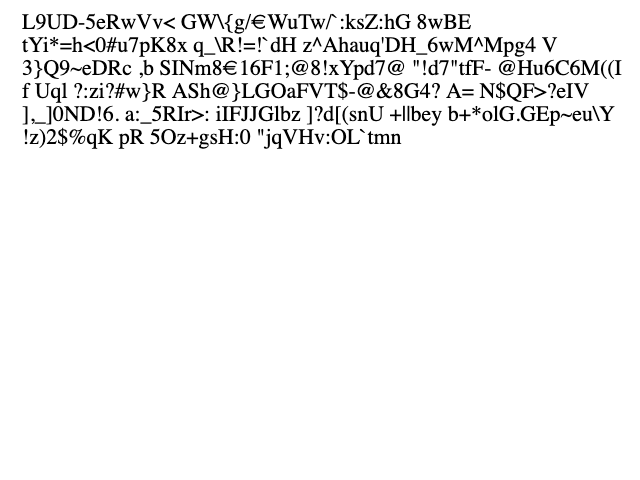 L9UD-5eRwVv< GW\{g/€WuTw/`:ksZ:hG 8wBE
tYi*=h<0#u7pK8x q_\R!=!`dH z^Ahauq'DH_6wM^Mpg4 V
3}Q9~eDRc ,b SINm8€16F1;@8!xYpd7@ "!d7"tfF- @Hu6C6M((I
f Uql ?:zi?#w}R ASh@}LGOaFVT$-@&8G4? A= N$QF>?eIV
],_]0ND!6. a:_5RIr>: iIFJJGlbz ]?d[(snU +||bey b+*olG.GEp~eu\Y
!z)2$%qK pR 5Oz+gsH:0 "jqVHv:OL`tmn